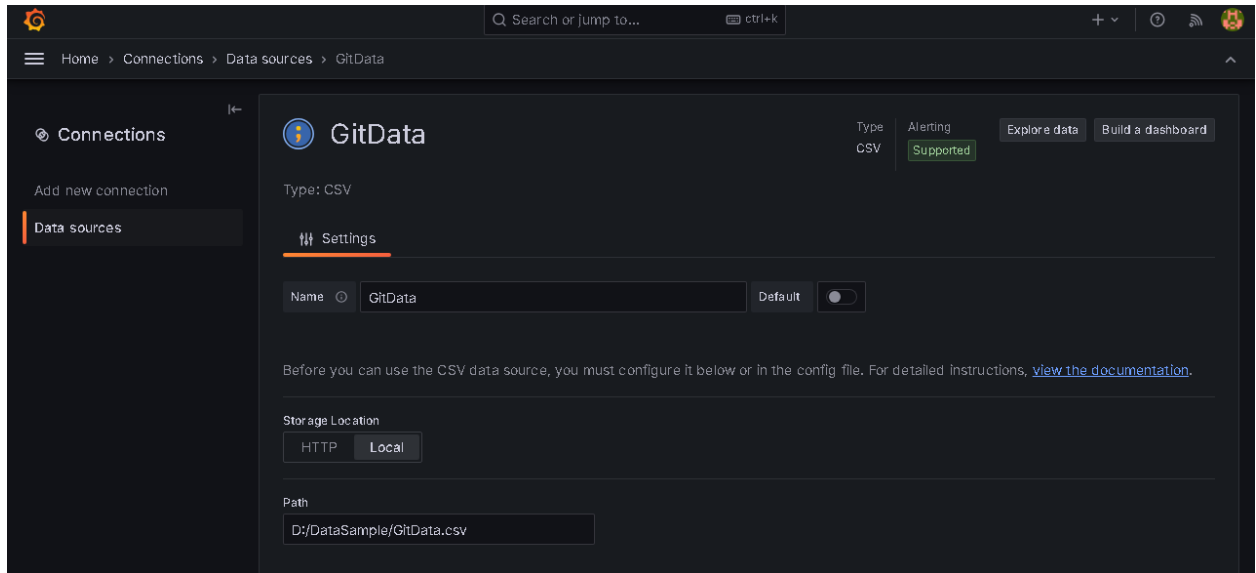 Search or jump to... ctrl+k
Home › Connections › Data sources › GitData
Connections
Add new connection
Data sources
GitData
Type
CSV
Alerting
Supported
Explore data
Build a dashboard
Type: CSV
Settings
Name
GitData
Default
Before you can use the CSV data source, you must configure it below or in the config file. For detailed instructions, view the documentation.
Storage Location
HTTP Local
Path
D:/DataSample/GitData.csv